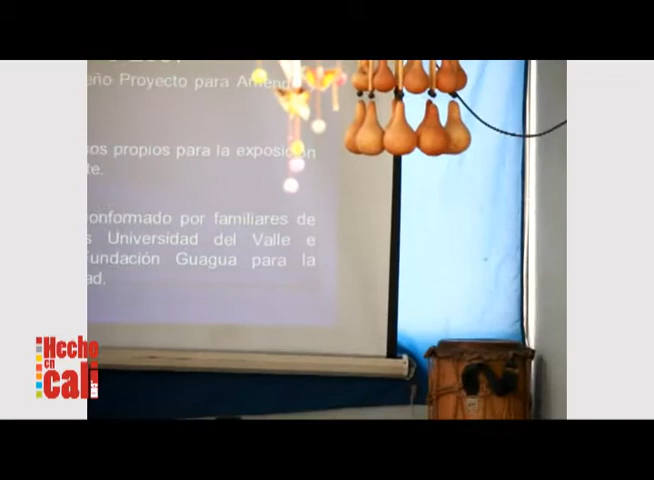 eño Proyecto para
sos propios para la exposición
te.
conformado por familiares de
s Universidad del Valle e
Fundación Guagua para la
ad.
Hecho
en
cali